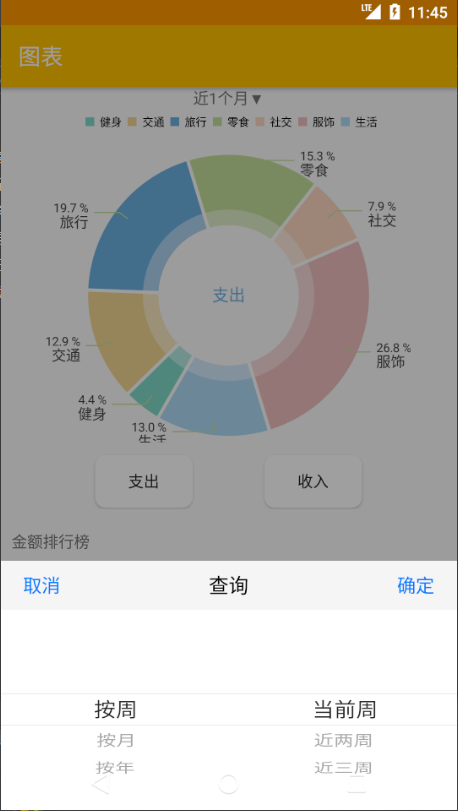 LTE 11:45
图表
近1个月▼
健身 交通 旅行 零食 社交 服饰 生活
15.3 %
零食
7.9 %
社交
19.7 %
旅行
支出
12.9 %
交通
26.8 %
服饰
4.4 %
健身
13.0 %
生活
支出 收入
金额排行榜
取消 查询 确定
按周 当前周
按月 近两周
按年 近三周